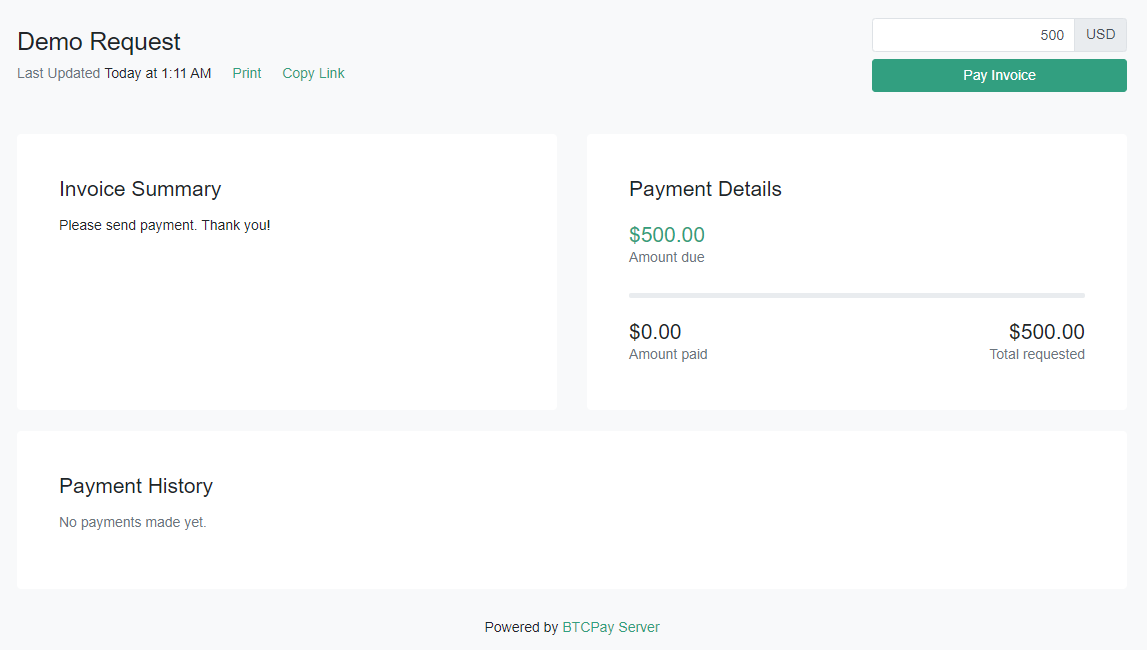 Demo Request
Last Updated Today at 1:11 AM Print Copy Link
500 USD
Pay Invoice
Invoice Summary
Please send payment. Thank you!
Payment Details
$500.00
Amount due
$0.00 $500.00
Amount paid Total requested
Payment History
No payments made yet.
Powered by BTCPay Server